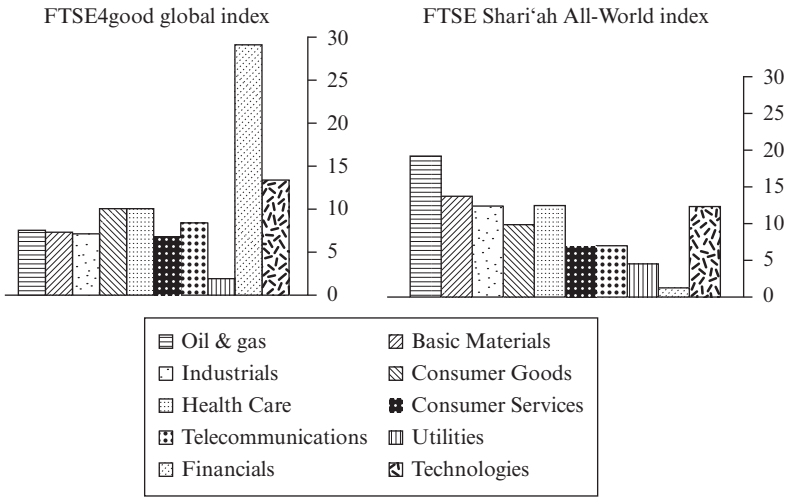 FTSE4good global index
FTSE Shari‘ah All-World index
30
25
20
15
10
5
0
30
25
20
15
10
5
0
Oil & gas
Basic Materials
Industrials
Consumer Goods
Health Care
Consumer Services
Telecommunications
Utilities
Financials
Technologies